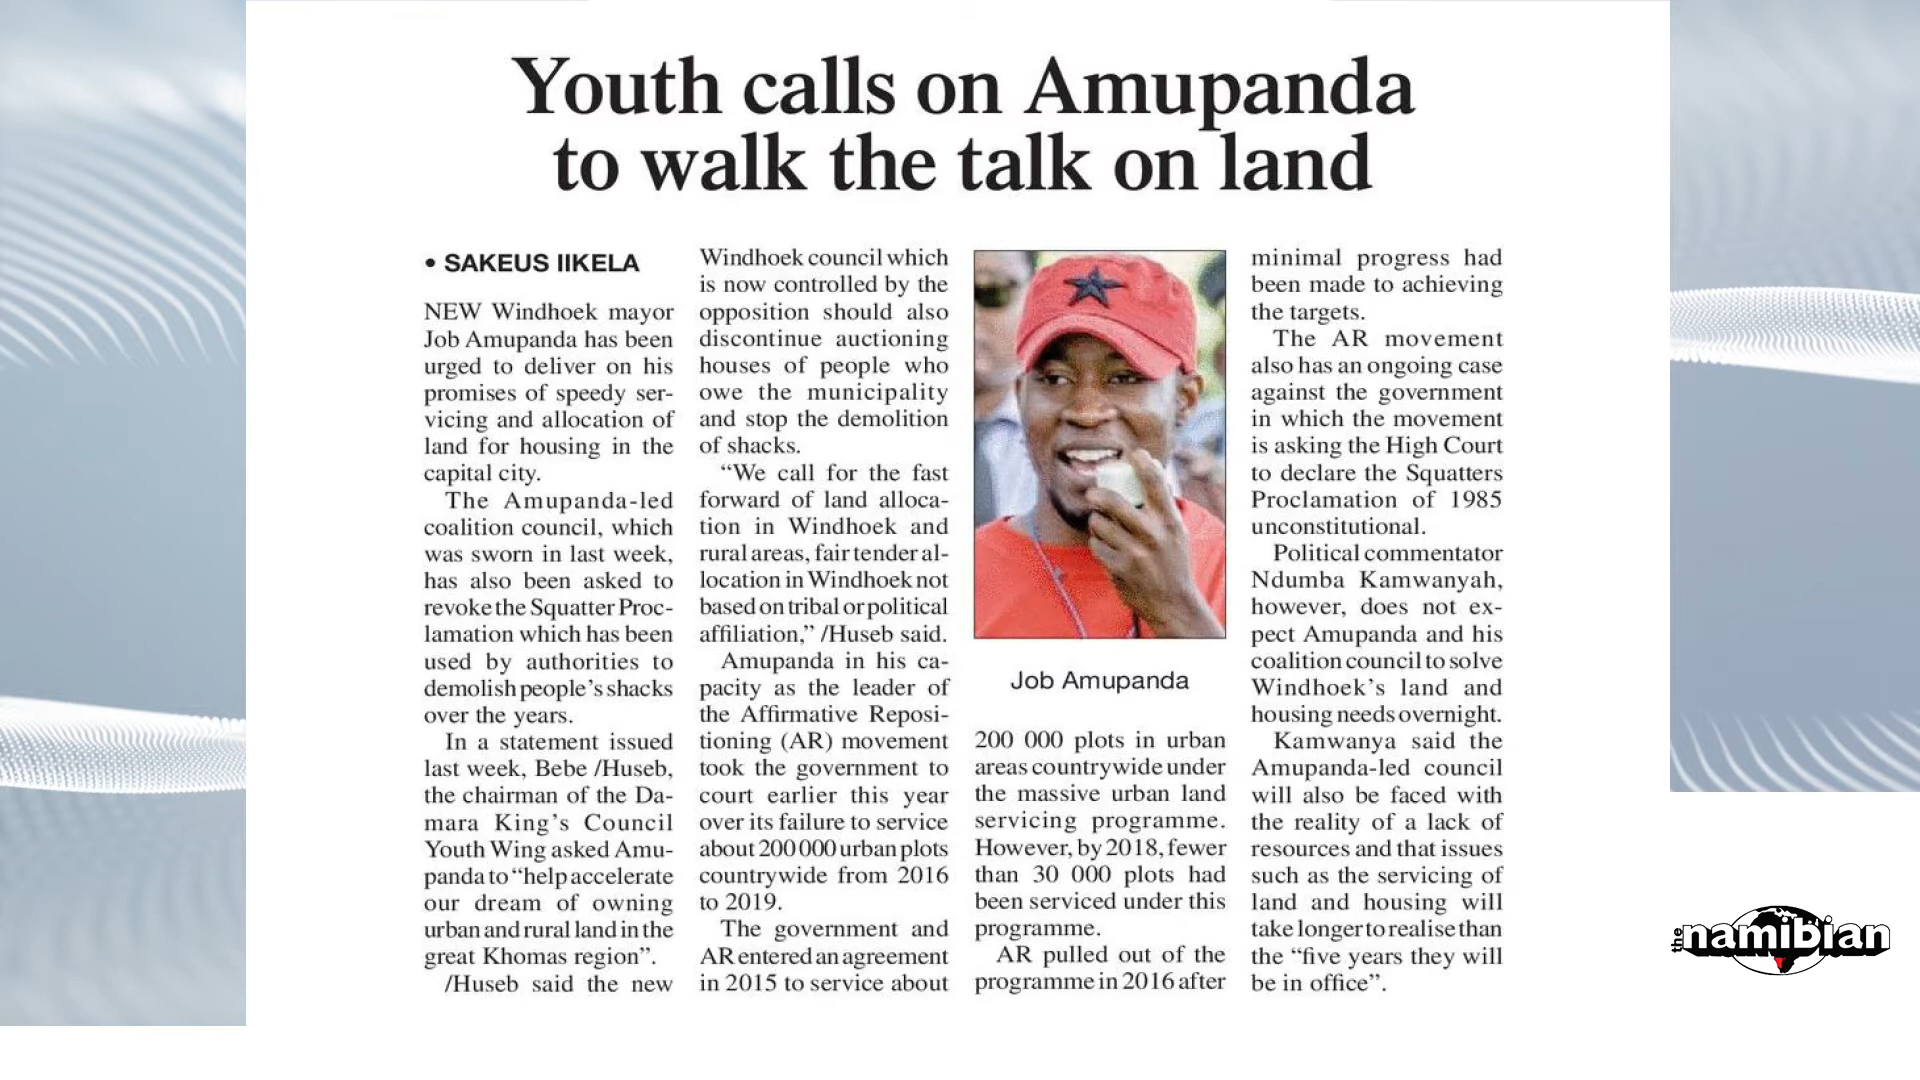 Youth calls on Amupanda
to walk the talk on land
• SAKEUS IIKELA
NEW Windhoek mayor
Job Amupanda has been
urged to deliver on his
promises of speedy ser-
vicing and allocation of
land for housing in the
capital city.
The Amupanda-led
coalition council, which
was sworn in last week,
has also been asked to
revoke the Squatter Proc-
lamation which has been
used by authorities to
demolish people's shacks
over the years.
In a statement issued
last week, Bebe /Huseb,
the chairman of the Da-
mara King's Council
Youth Wing asked Amu-
panda to “help accelerate
our dream of owning
urban and rural land in the
great Khomas region”.
/Huseb said the new
Windhoek council which
is now controlled by the
opposition should also
discontinue auctioning
houses of people who
owe the municipality
and stop the demolition
of shacks.
“We call for the fast
forward of land alloca-
tion in Windhoek and
rural areas, fair tender al-
location in Windhoek not
based on tribal or political
affiliation,” /Huseb said.
Amupanda in his ca-
pacity as the leader of
the Affirmative Reposi-
tioning (AR) movement
took the government to
court earlier this year
over its failure to service
about 200 000 urban plots
countrywide from 2016
to 2019.
The government and
AR entered an agreement
in 2015 to service about
Job Amupanda
200 000 plots in urban
areas countrywide under
the massive urban land
servicing programme.
However, by 2018, fewer
than 30 000 plots had
been serviced under this
programme.
AR pulled out of the
programme in 2016 after
minimal progress had
been made to achieving
the targets.
The AR movement
also has an ongoing case
against the government
in which the movement
is asking the High Court
to declare the Squatters
Proclamation of 1985
unconstitutional.
Political commentator
Ndumba Kamwanyah,
however, does not ex-
pect Amupanda and his
coalition council to solve
Windhoek's land and
housing needs overnight.
Kamwanya said the
Amupanda-led council
will also be faced with
the reality of a lack of
resources and that issues
such as the servicing of
land and housing will
take longer to realise than
the “five years they will
be in office”.
the namibian